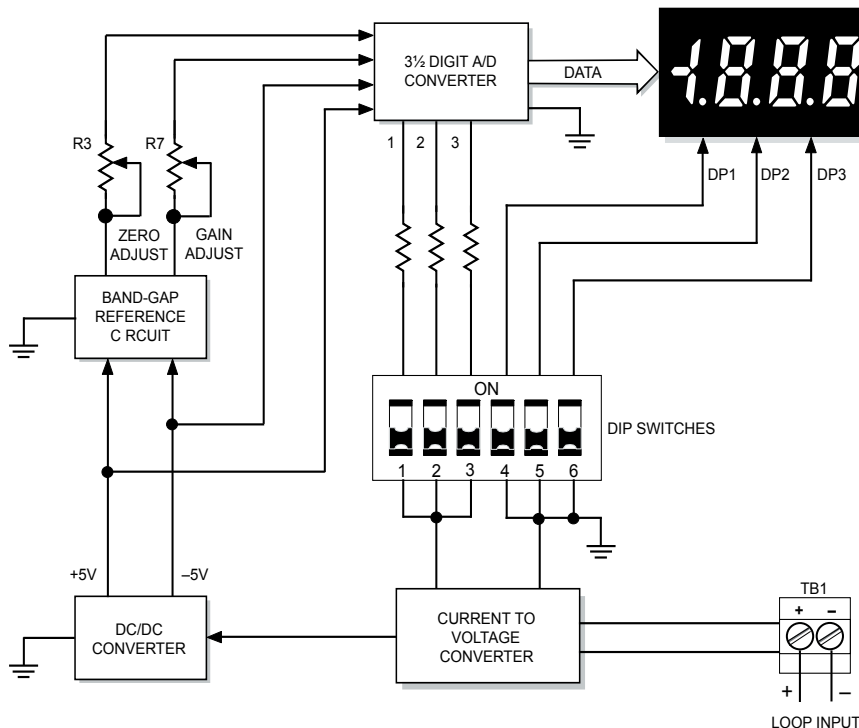 3½ DIGIT A/D
CONVERTER
DATA
-1.8.8.8
R3
R7
1
2
3
DP1
DP2
DP3
ZERO
ADJUST
GAIN
ADJUST
BAND-GAP
REFERENCE
C RCUIT
ON
DIP SWITCHES
1 2 3 4 5 6
+5V
–5V
DC/DC
CONVERTER
CURRENT TO
VOLTAGE
CONVERTER
TB1
+ –
+ –
LOOP INPUT